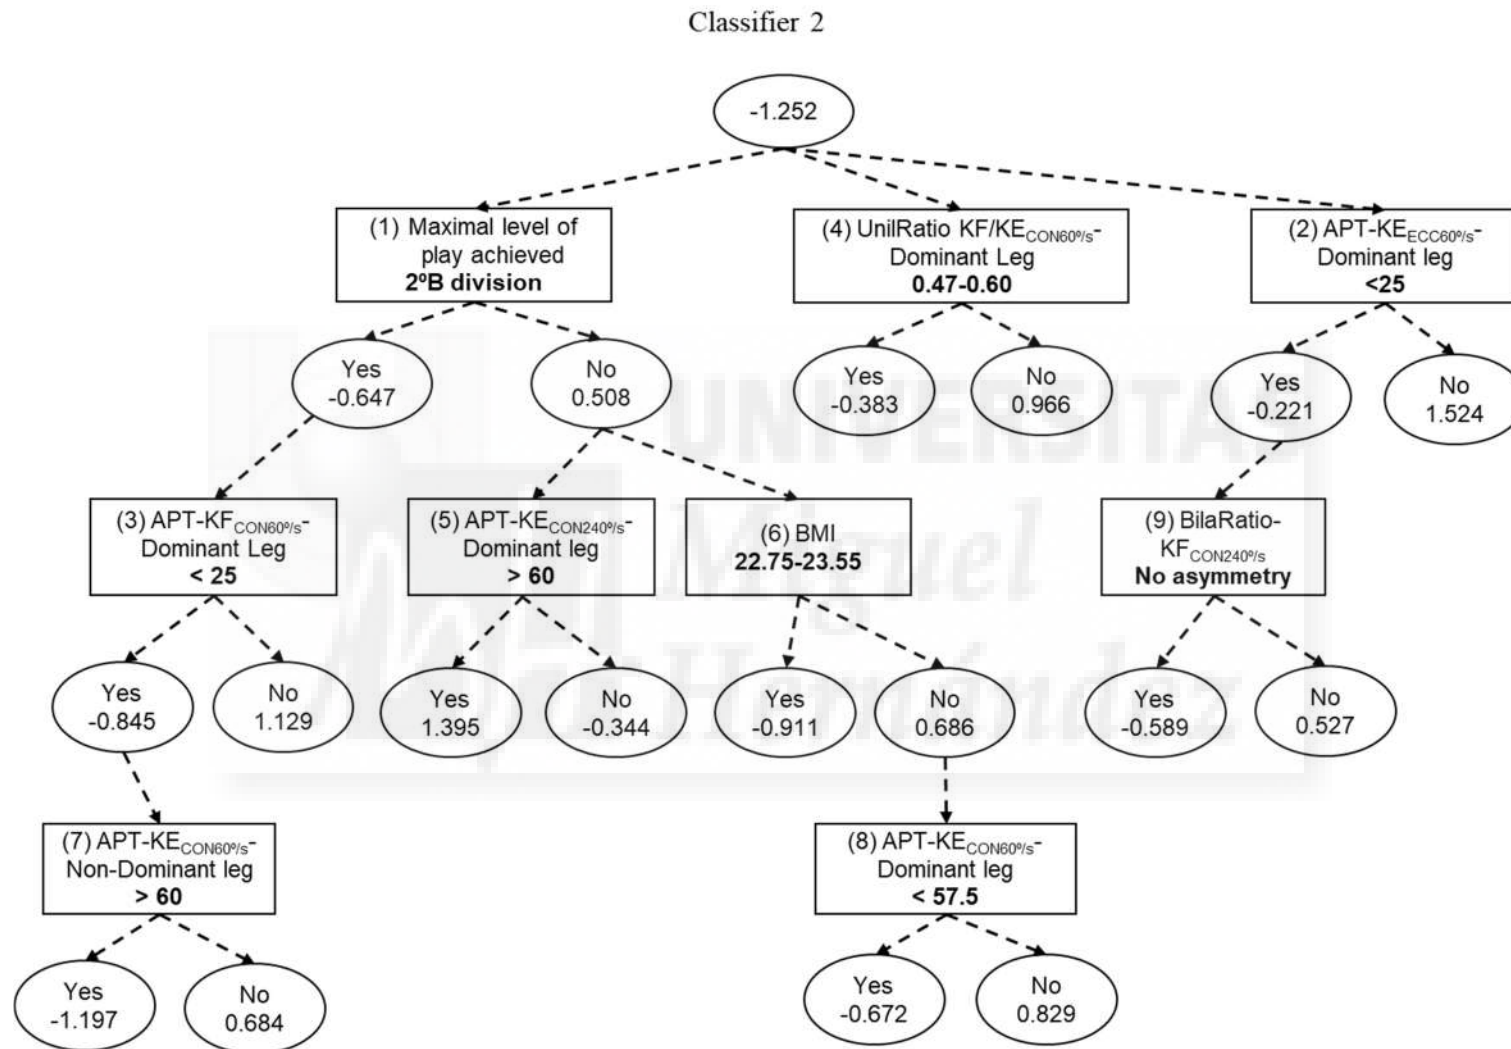 Classifier 2
-1.252
(1) Maximal level of
play achieved
2ºB division
(4) UnilRatio KF/KECON60º/s-
Dominant Leg
0.47-0.60
(2) APT-KEECC60º/s-
Dominant leg
<25
Yes
-0.647
No
0.508
Yes
-0.383
No
0.966
Yes
-0.221
No
1.524
UNIVERSITAS
Miguel
Hernández
(3) APT-KFCON60º/s-
Dominant Leg
< 25
(5) APT-KECON240º/s-
Dominant leg
> 60
(6) BMI
22.75-23.55
(9) BilaRatio-
KFCON240º/s
No asymmetry
Yes
-0.845
No
1.129
Yes
1.395
No
-0.344
Yes
-0.911
No
0.686
Yes
-0.589
No
0.527
(7) APT-KECON60º/s-
Non-Dominant leg
> 60
(8) APT-KECON60º/s-
Dominant leg
< 57.5
Yes
-1.197
No
0.684
Yes
-0.672
No
0.829